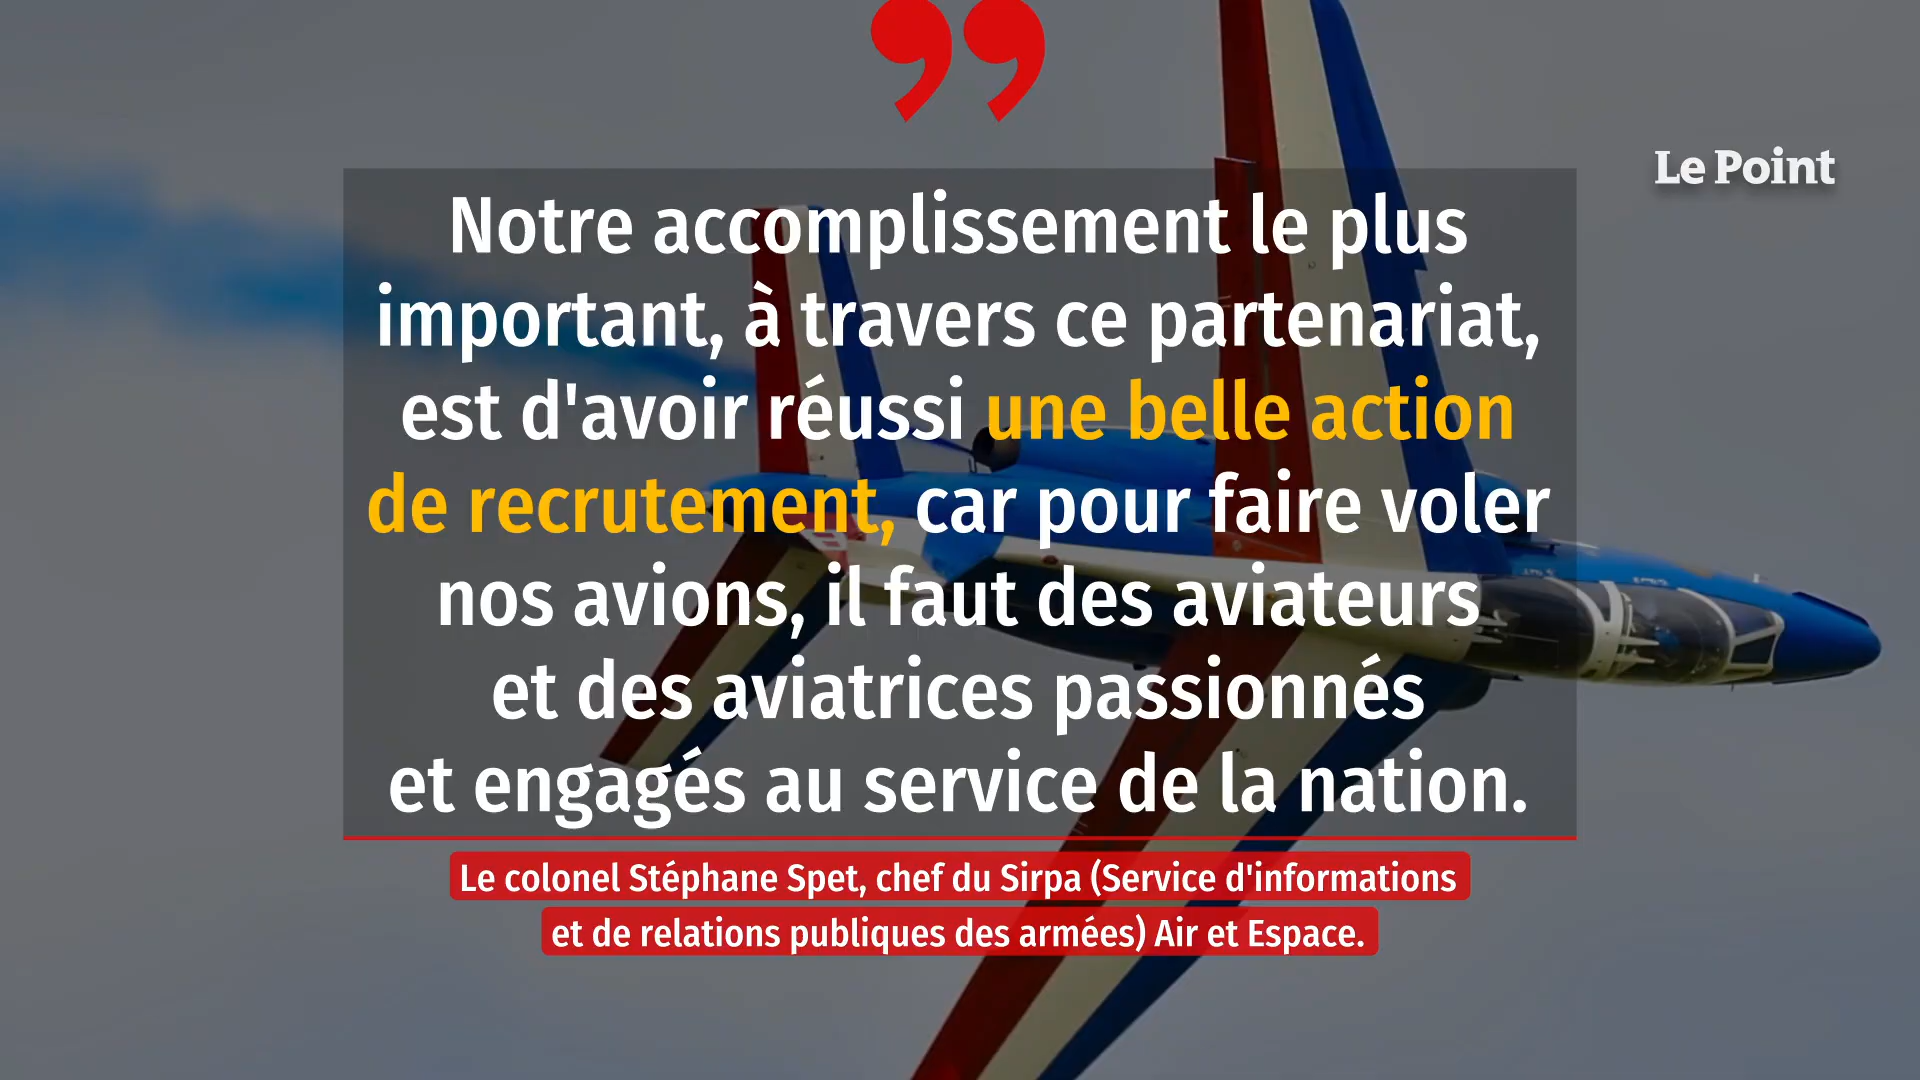 ”
Le Point
Notre accomplissement le plus
important, à travers ce partenariat,
est d'avoir réussi une belle action
de recrutement, car pour faire voler
nos avions, il faut des aviateurs
et des aviatrices passionnés
et engagés au service de la nation.
Le colonel Stéphane Spet, chef du Sirpa (Service d'informations
et de relations publiques des armées) Air et Espace.